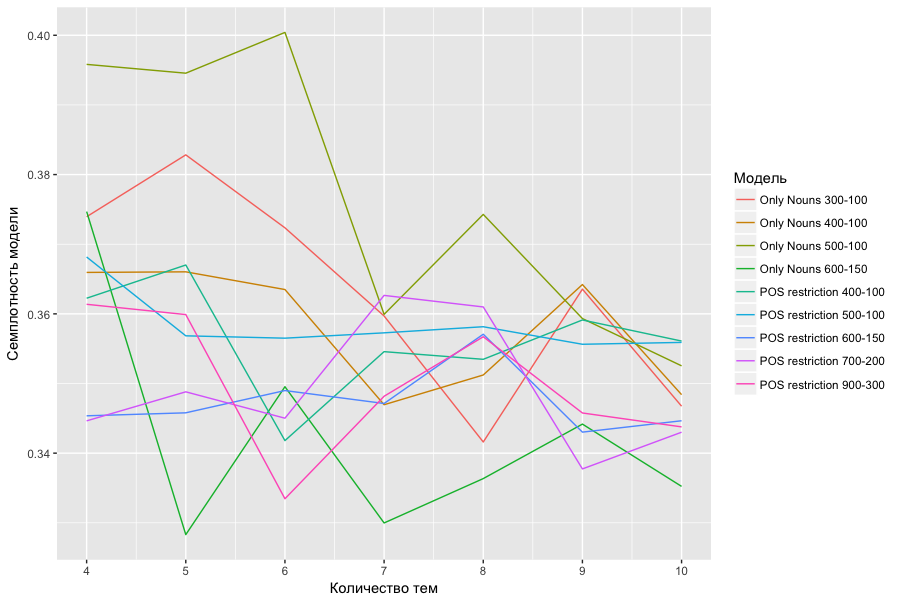 Семплотность модели
0.40
0.38
0.36
0.34
4 5 6 7 8 9 10
Количество тем
Модель
Only Nouns 300-100
Only Nouns 400-100
Only Nouns 500-100
Only Nouns 600-150
POS restriction 400-100
POS restriction 500-100
POS restriction 600-150
POS restriction 700-200
POS restriction 900-300